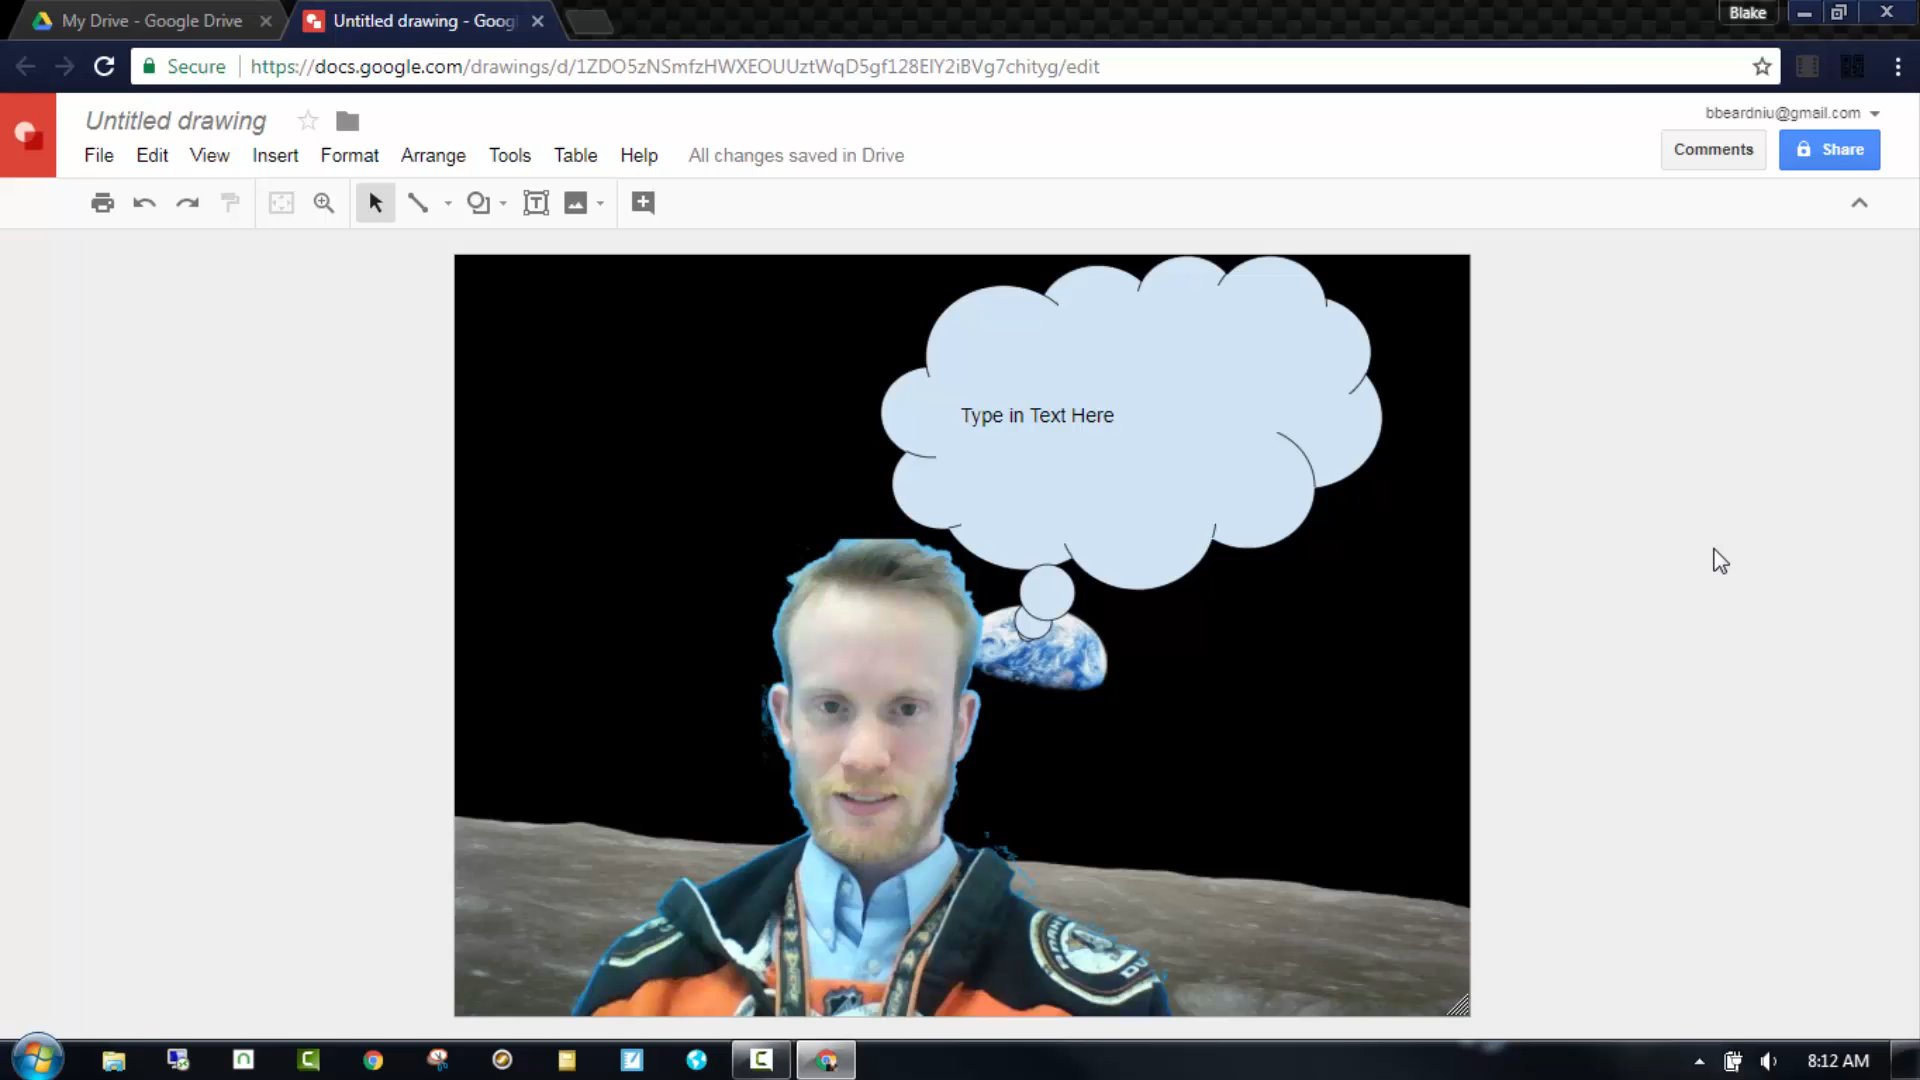 My Drive - Google Drive
Untitled drawing - Goog
Blake
Secure
https://docs.google.com/drawings/d/1ZDO5zNSmfzHWXEOUUztWqD5gf128ElY2iBVg7chityg/edit
Untitled drawing
bbeardniu@gmail.com
File Edit View Insert Format Arrange Tools Table Help All changes saved in Drive
Comments
Share
Type in Text Here
8:12 AM